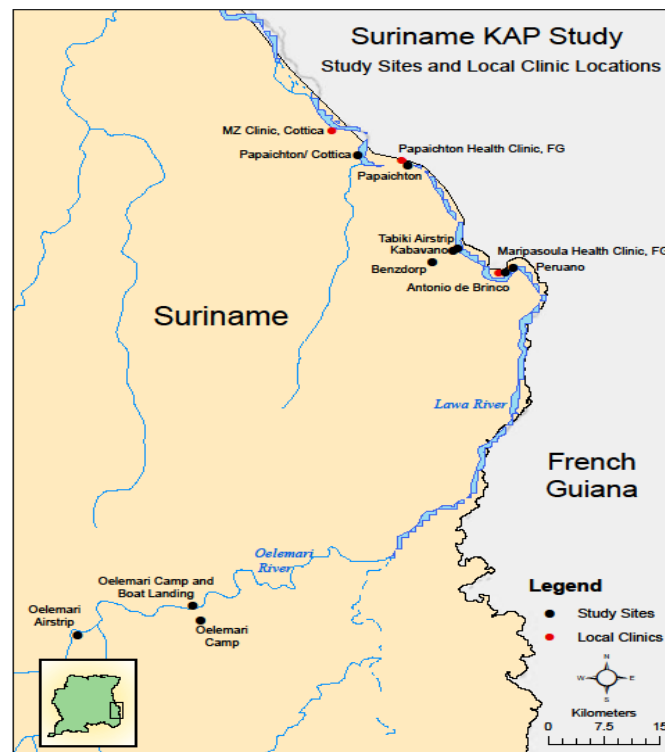 Suriname KAP Study
Study Sites and Local Clinic Locations
MZ Clinic, Cottica
Papaichton/ Cottica
Papaichton Health Clinic, FG
Papaichton
Tabiki Airstrip
Kabavano
Maripasoula Health Clinic, FG
Benzdorp
Peruano
Antonio de Brinco
Suriname
Lawa River
French
Guiana
Oelemari
River
Oelemari Camp and
Boat Landing
Oelemari
Airstrip
Oelemari
Camp
Legend
Study Sites
Local Clinics
N
W
E
S
Kilometers
0 7.5 15